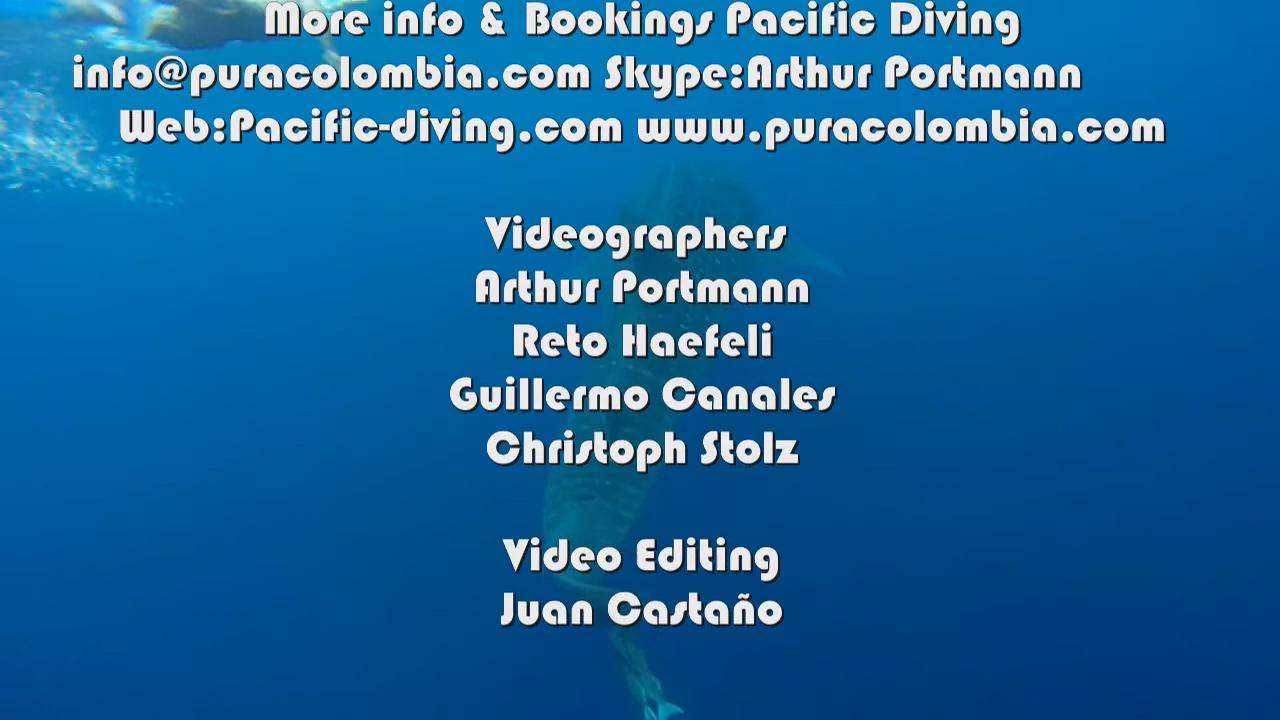 More info & Bookings Pacific Diving
info@puracolombia.com Skype:Arthur Portmann
Web:Pacific-diving.com www.puracolombia.com
Videographers
Arthur Portmann
Reto Haefeli
Guillermo Canales
Christoph Stolz
Video Editing
Juan Castaño